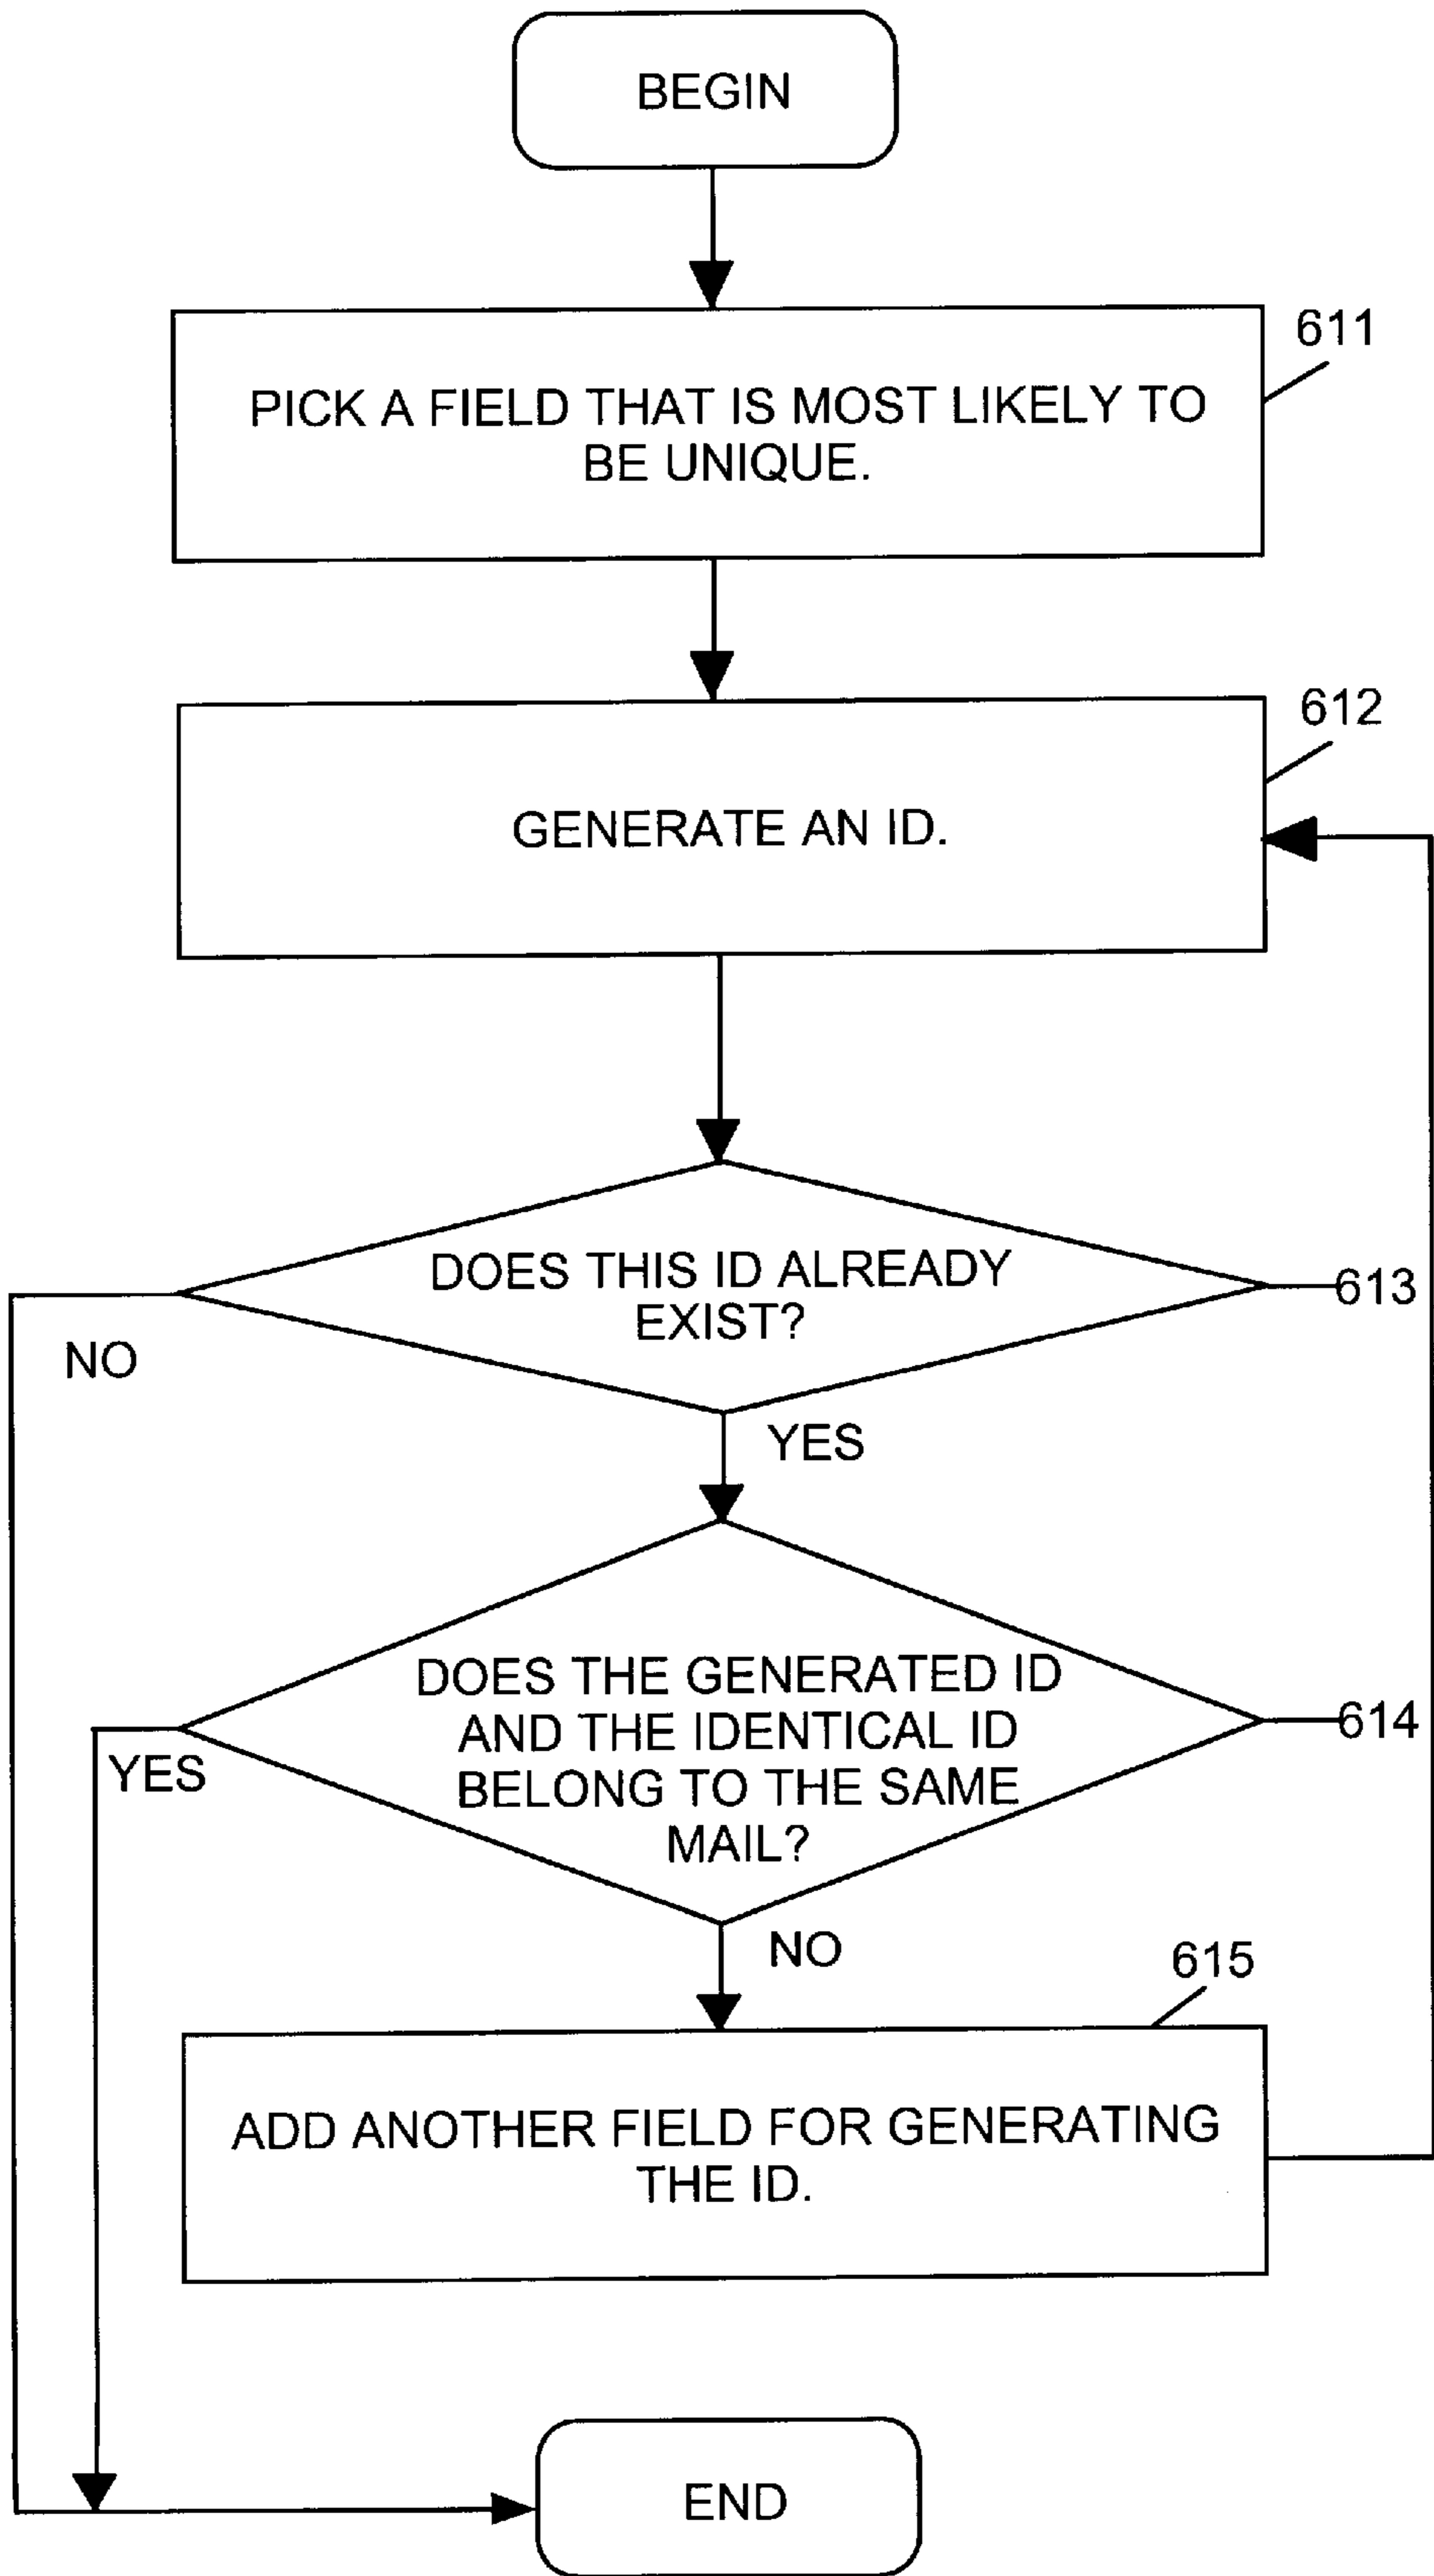 BEGIN
611
PICK A FIELD THAT IS MOST LIKELY TO
BE UNIQUE.
612
GENERATE AN ID.
DOES THIS ID ALREADY
EXIST?
613
NO
YES
DOES THE GENERATED ID
AND THE IDENTICAL ID
BELONG TO THE SAME
MAIL?
614
YES
NO
615
ADD ANOTHER FIELD FOR GENERATING
THE ID.
END